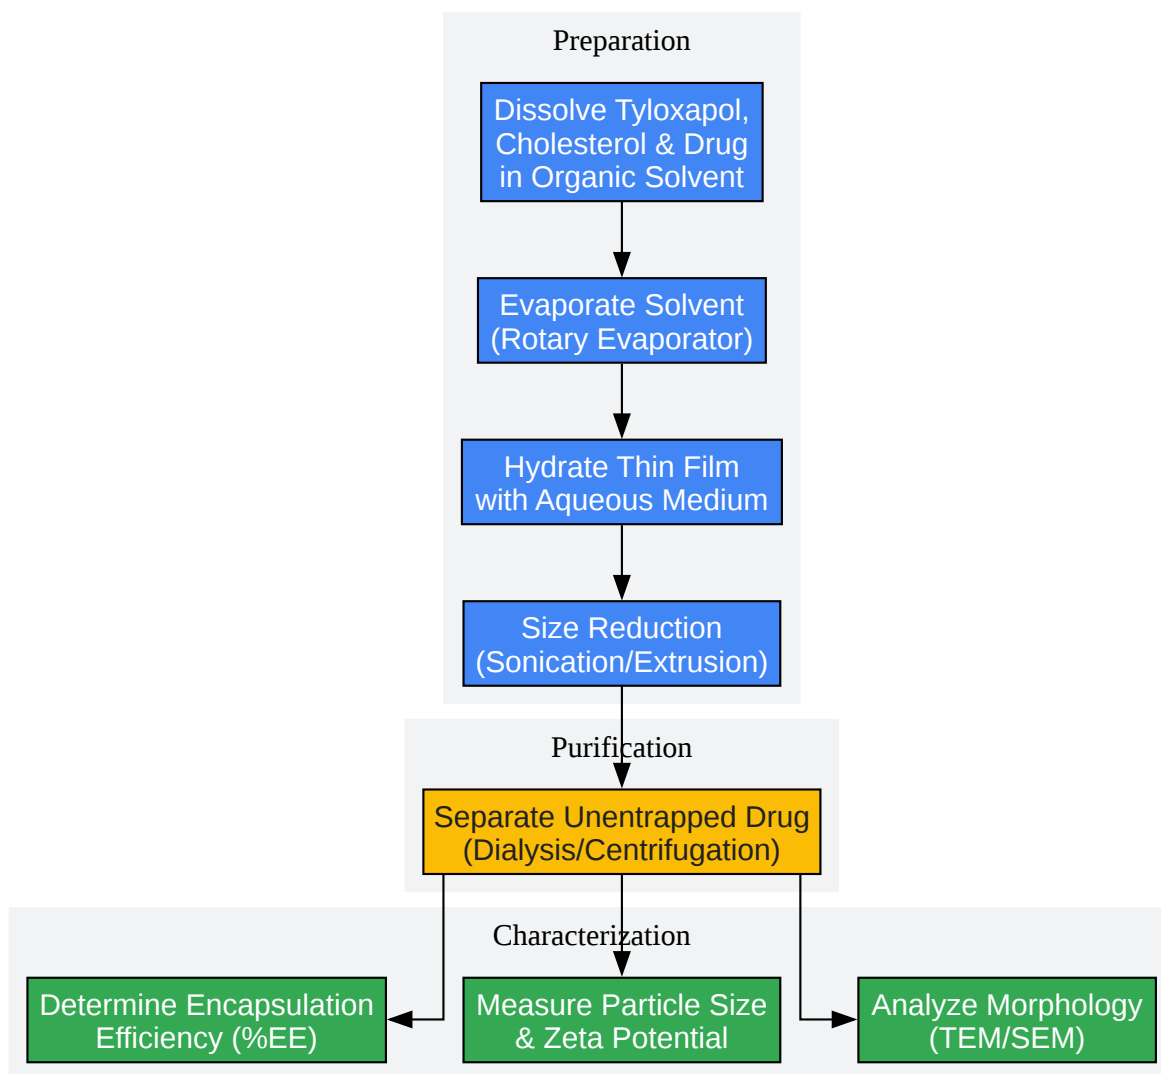 Preparation
Dissolve Tyloxapol,
Cholesterol & Drug
in Organic Solvent
Evaporate Solvent
(Rotary Evaporator)
Hydrate Thin Film
with Aqueous Medium
Size Reduction
(Sonication/Extrusion)
Purification
Separate Unentrapped Drug
(Dialysis/Centrifugation)
Characterization
Determine Encapsulation
Efficiency (%EE)
Measure Particle Size
& Zeta Potential
Analyze Morphology
(TEM/SEM)